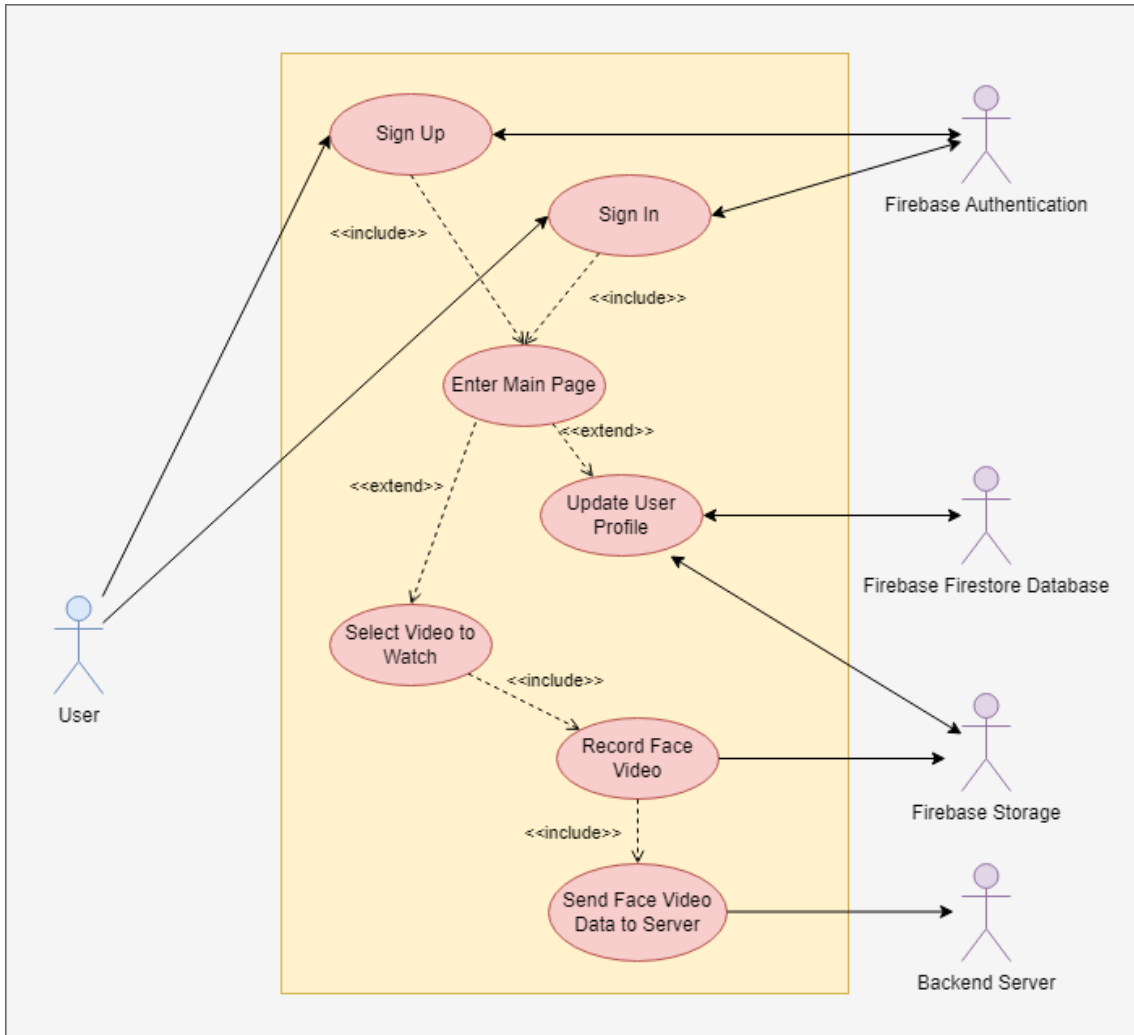 Sign Up
Firebase Authentication
Sign In
<<include>>
<<include>>
Enter Main Page
<<extend>>
<<extend>>
Update User
Profile
Firebase Firestore Database
Select Video to
Watch
<<include>>
User
Record Face
Video
Firebase Storage
<<include>>
Send Face Video
Data to Server
Backend Server